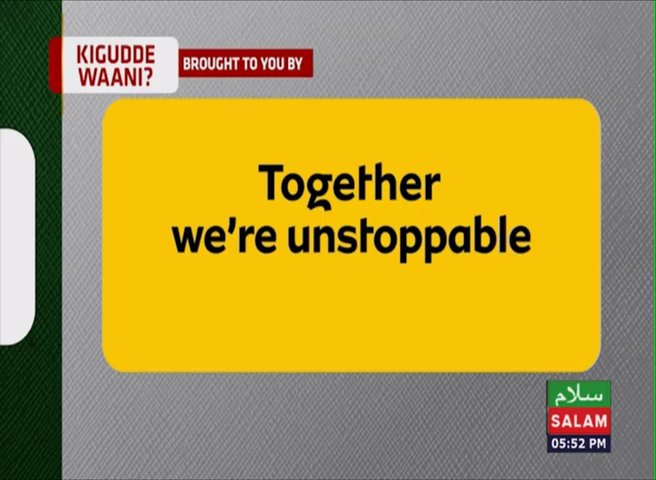 KIGUDDE
WAANI?
BROUGHT TO YOU BY
Together
we're unstoppable
سلام
SALAM
05:52 PM